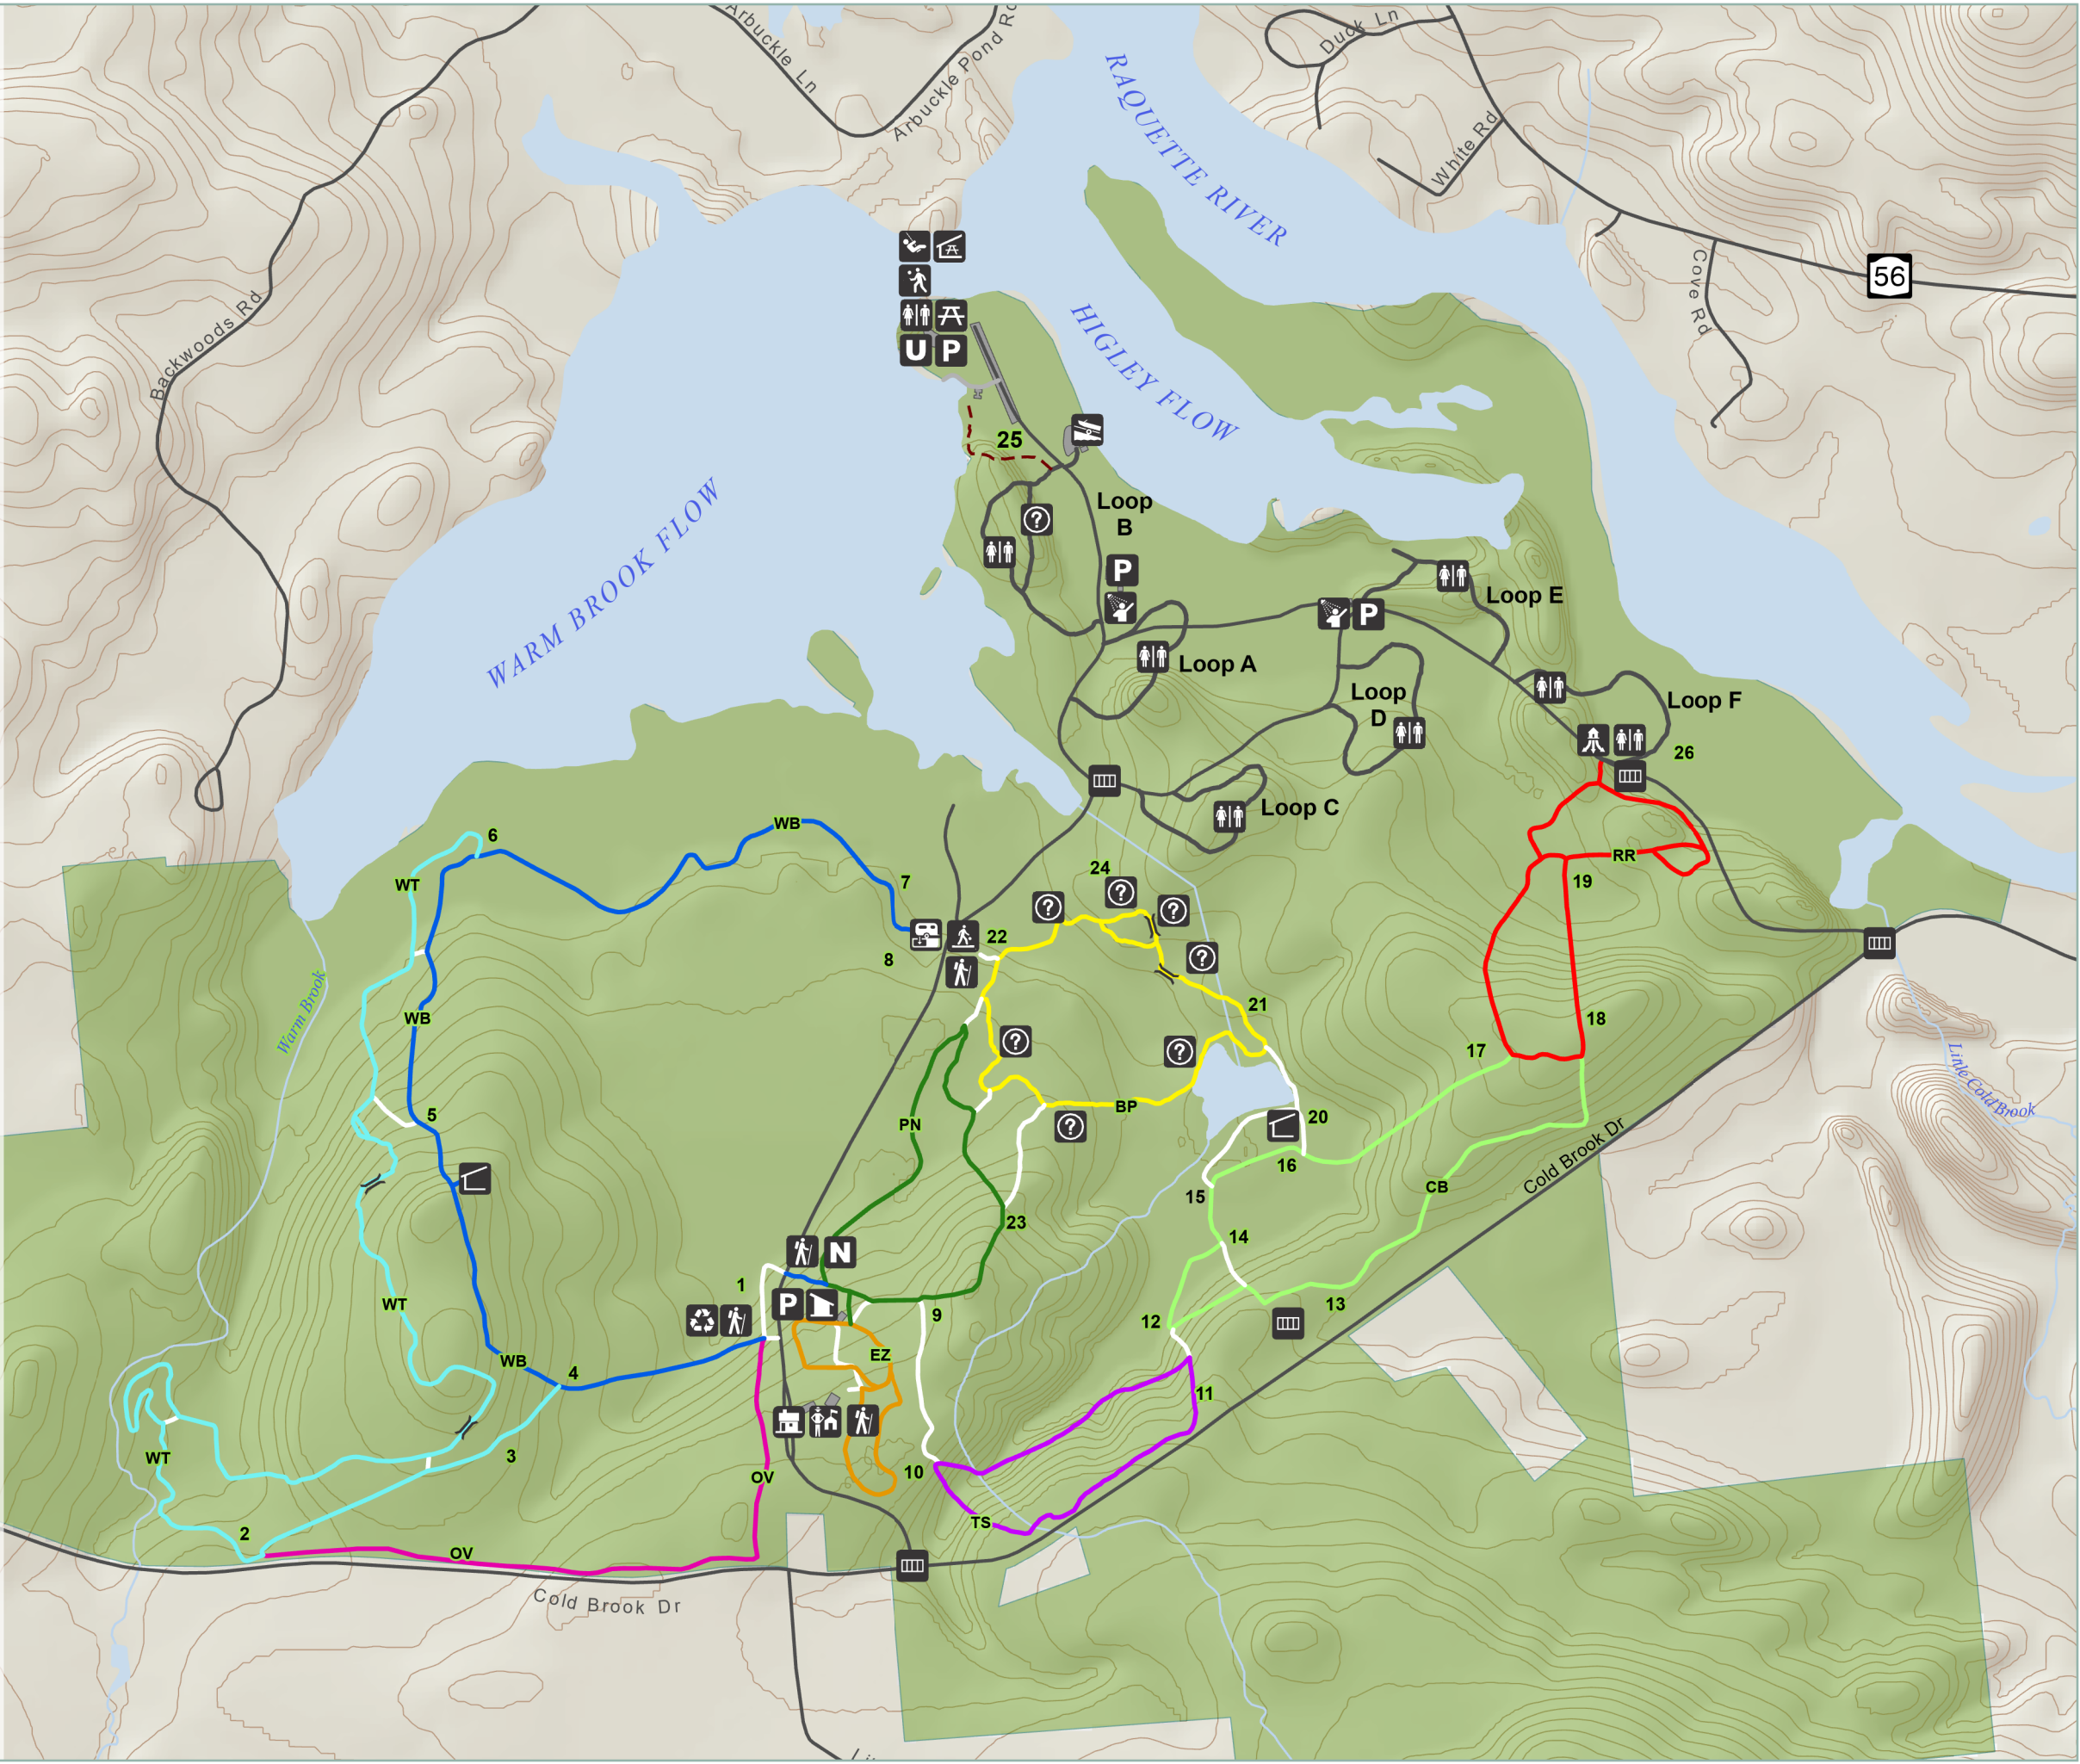 Arbuckle Ln
Arbuckle Pond Rd
Duck Ln
RAQUETTE RIVER
White Rd
56
Cove Rd
Backwoods Rd
HIGLEY FLOW
U P
25
WARM BROOK FLOW
Loop
B
?
P
Loop E
P
Loop A
Loop
D
Loop F
26
Loop C
6
WB
WT
7
24
RR
19
?
?
?
22
8
?
Warm Brook
WB
21
18
?
?
17
Little Cold Brook
5
PN
BP
?
20
16
Cold Brook Dr
CB
15
23
14
N
1
P
WT
9
13
12
EZ
WB
4
11
3
WT
10
OV
TS
2
OV
Cold Brook Dr